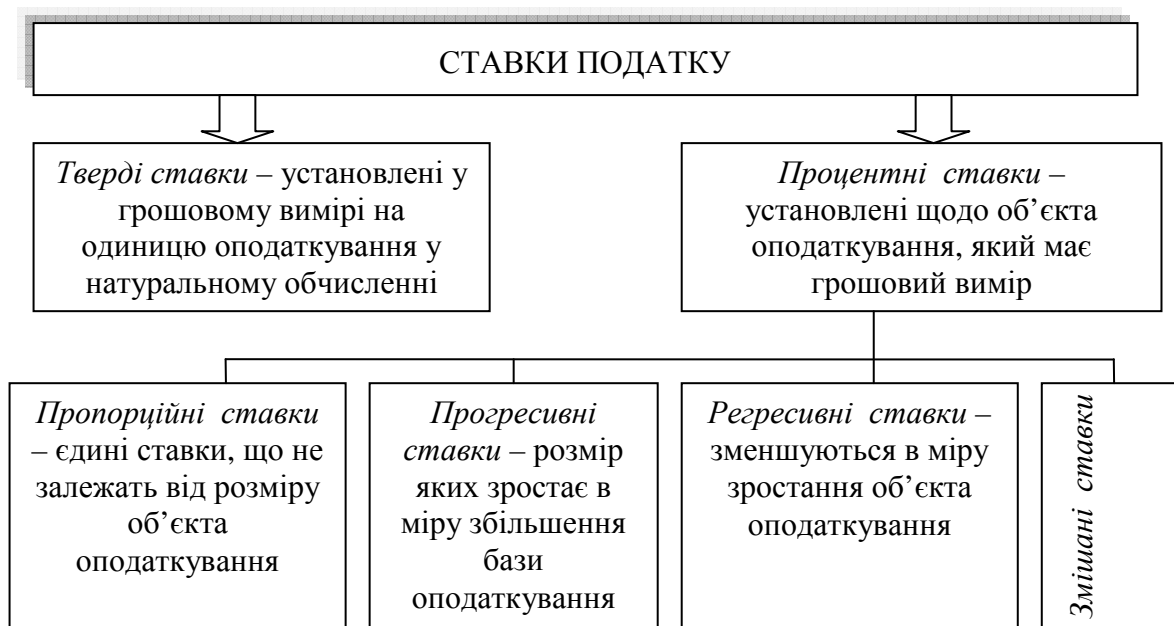 СТАВКИ ПОДАТКУ
Тверді ставки – установлені у
грошовому вимірі на
одиницю оподаткування у
натуральному обчисленні
Процентні ставки –
установлені щодо об’єкта
оподаткування, який має
грошовий вимір
Пропорційні ставки
– єдині ставки, що не
залежать від розміру
об’єкта
оподаткування
Прогресивні
ставки – розмір
яких зростає в
міру збільшення
бази
оподаткування
Регресивні ставки –
зменшуються в міру
зростання об’єкта
оподаткування
Змішані ставки